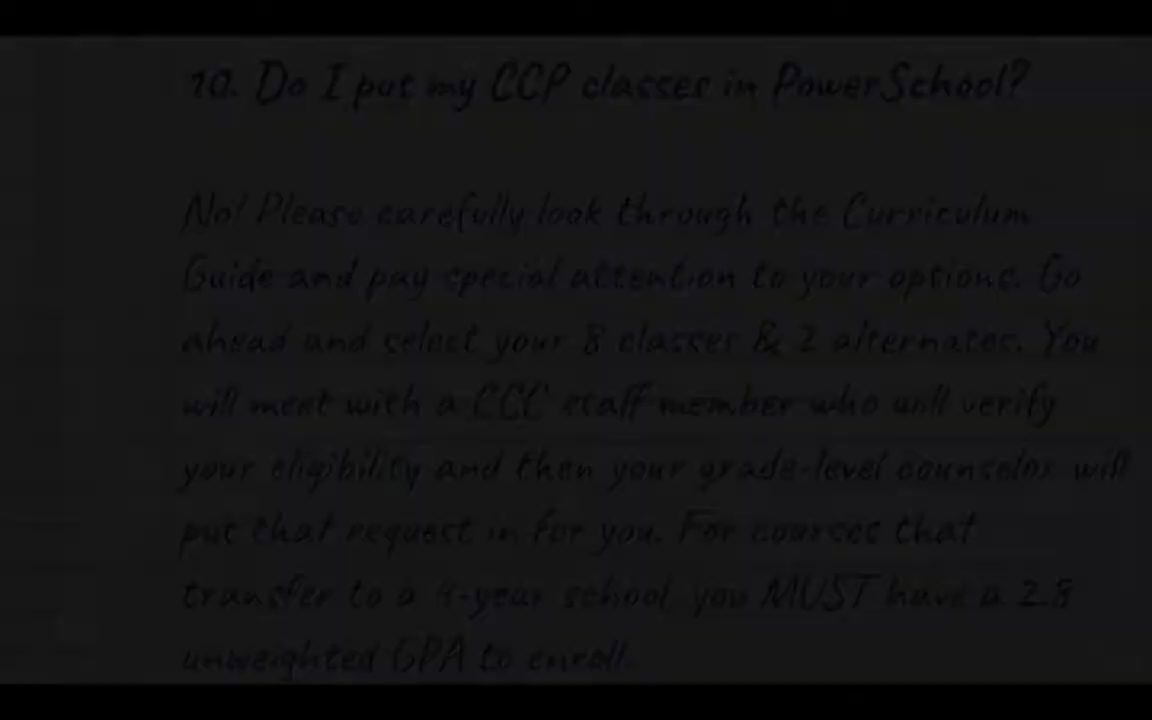 10. Do I put my CCP classes in PowerSchool?
No! Please carefully look through the Curriculum
Guide and pay special attention to your options. Go
ahead and select your 8 classes & 2 alternates. You
will meet with a CCC staff member who will verify
your eligibility and then your grade-level counselor will
put that request in for you. For courses that
transfer to a 4-year school, you MUST have a 2.8
unweighted GPA to enroll.